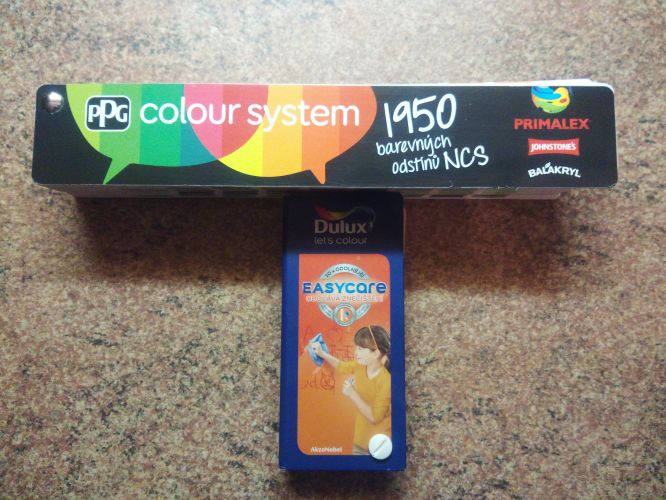 PPG colour system
1950
barevných
odstínů NCS
PRIMALEX
JOHNSTONE'S
BALAKRYL
Dulux
let's colour
EASYcare
AkzoNobel